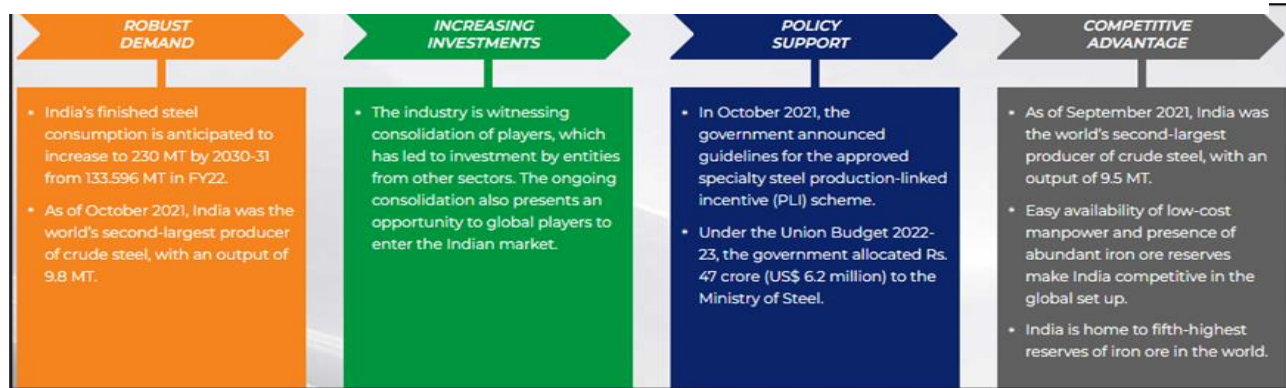 ROBUST
DEMAND
• India's finished steel
consumption is anticipated to
increase to 230 MT by 2030-31
from 133.596 MT in FY22.
• As of October 2021, India was the
world's second-largest producer
of crude steel, with an output of
9.8 MT.
INCREASING
INVESTMENTS
• The industry is witnessing
consolidation of players, which
has led to investment by entities
from other sectors. The ongoing
consolidation also presents an
opportunity to global players to
enter the Indian market.
POLICY
SUPPORT
• In October 2021, the
government announced
guidelines for the approved
specialty steel production-linked
incentive (PLI) scheme.
• Under the Union Budget 2022-
23, the government allocated Rs.
47 crore (US$ 6.2 million) to the
Ministry of Steel.
COMPETITIVE
ADVANTAGE
• As of September 2021, India was
the world's second-largest
producer of crude steel, with an
output of 9.5 MT.
• Easy availability of low-cost
manpower and presence of
abundant iron ore reserves
make India competitive in the
global set up.
• India is home to fifth-highest
reserves of iron ore in the world.